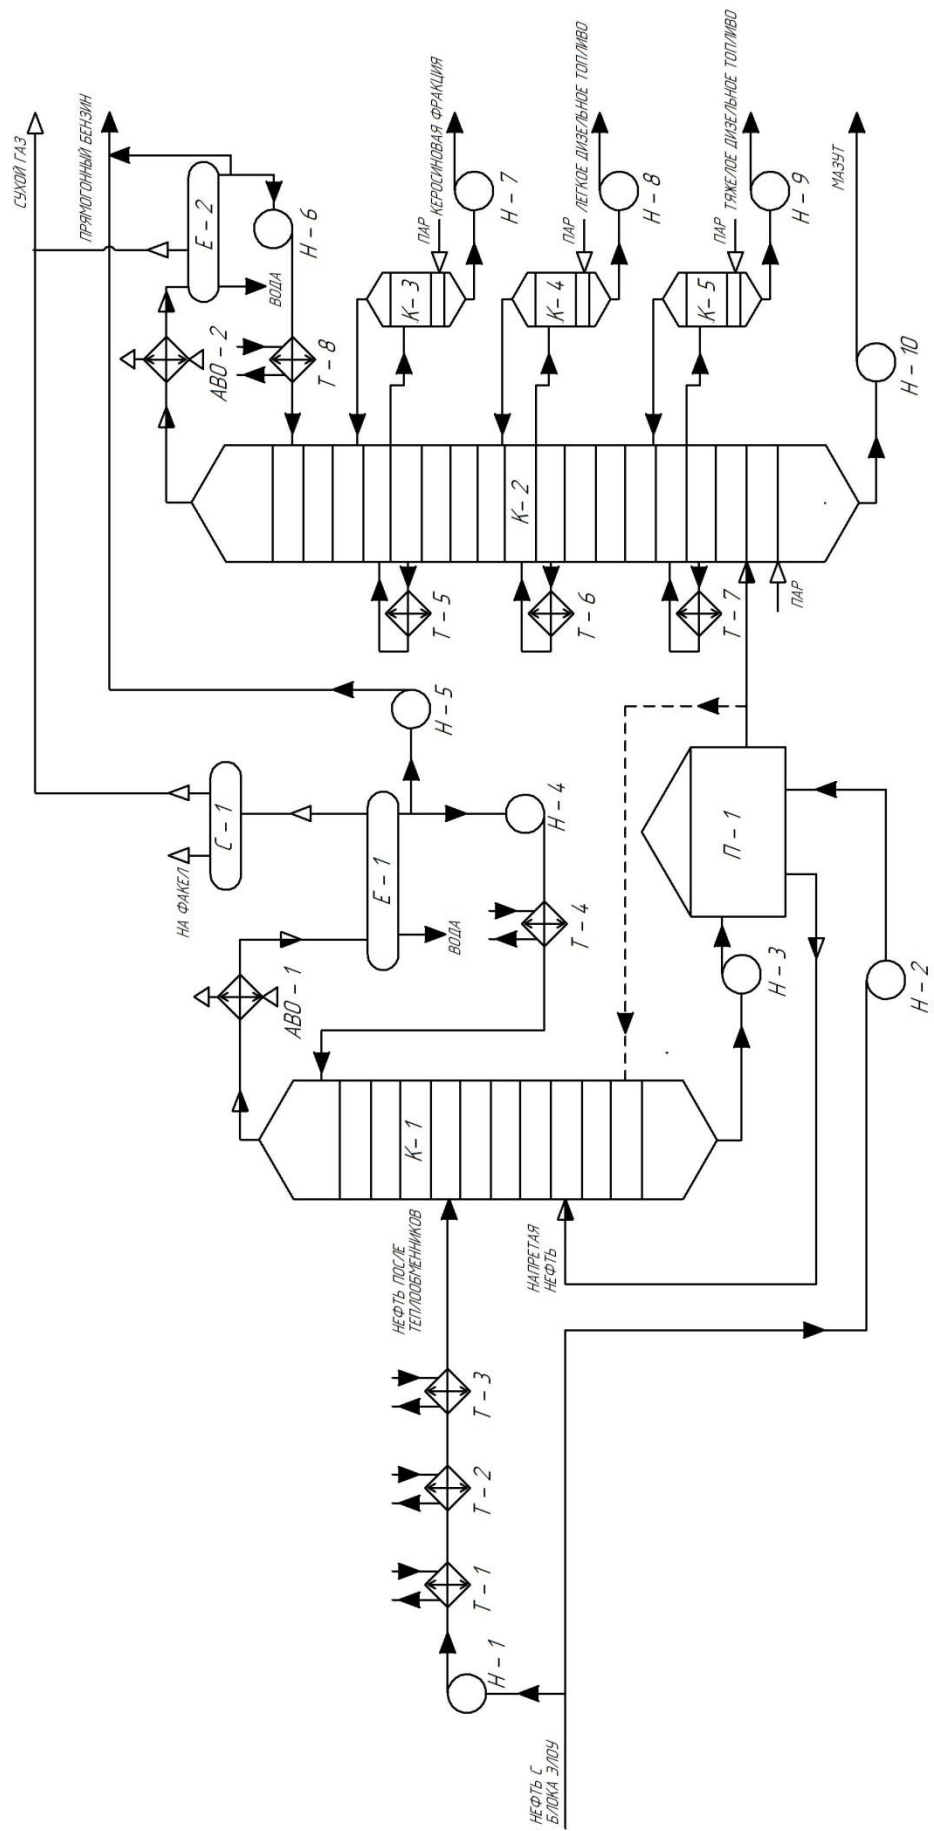 СУХОЙ ГАЗ
ПРЯМОГОННЫЙ БЕНЗИН
НА ФАКЕЛ
С-1
Е-2
АВО-2
ВОДА
Н-6
Т-8
АВО-1
Е-1
ВОДА
Н-5
Н-4
Т-4
К-3
ПАР
КЕРОСИНОВАЯ ФРАКЦИЯ
Н-7
К-4
ПАР
ЛЕГКОЕ ДИЗЕЛЬНОЕ ТОПЛИВО
Н-8
К-5
ПАР
ТЯЖЕЛОЕ ДИЗЕЛЬНОЕ ТОПЛИВО
Н-9
К-2
Т-5
Т-6
Т-7
ПАР
МАЗУТ
Н-10
К-1
НЕФТЬ ПОСЛЕ
ТЕПЛООБМЕННИКОВ
НАПРЕТАЯ
НЕФТЬ
Т-1
Т-2
Т-3
Н-1
П-1
Н-3
Н-2
НЕФТЬ С
БЛОКА ЭЛОУ